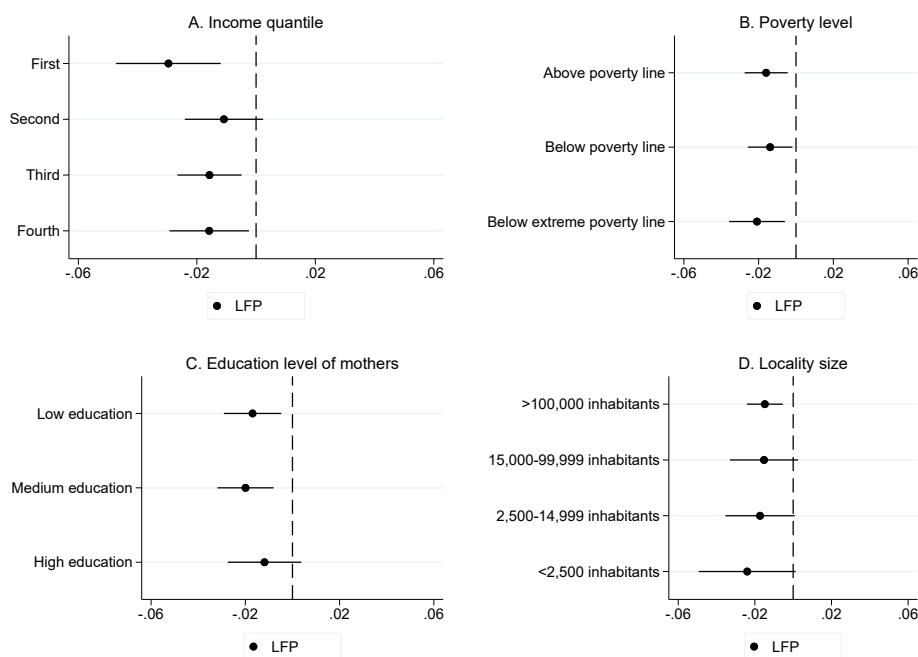 A. Income quantile
First
Second
Third
Fourth
-.06 -.02 .02 .06
LFP
B. Poverty level
Above poverty line
Below poverty line
Below extreme poverty line
-.06 -.02 .02 .06
LFP
C. Education level of mothers
Low education
Medium education
High education
-.06 -.02 .02 .06
LFP
D. Locality size
>100,000 inhabitants
15,000-99,999 inhabitants
2,500-14,999 inhabitants
<2,500 inhabitants
-.06 -.02 .02 .06
LFP